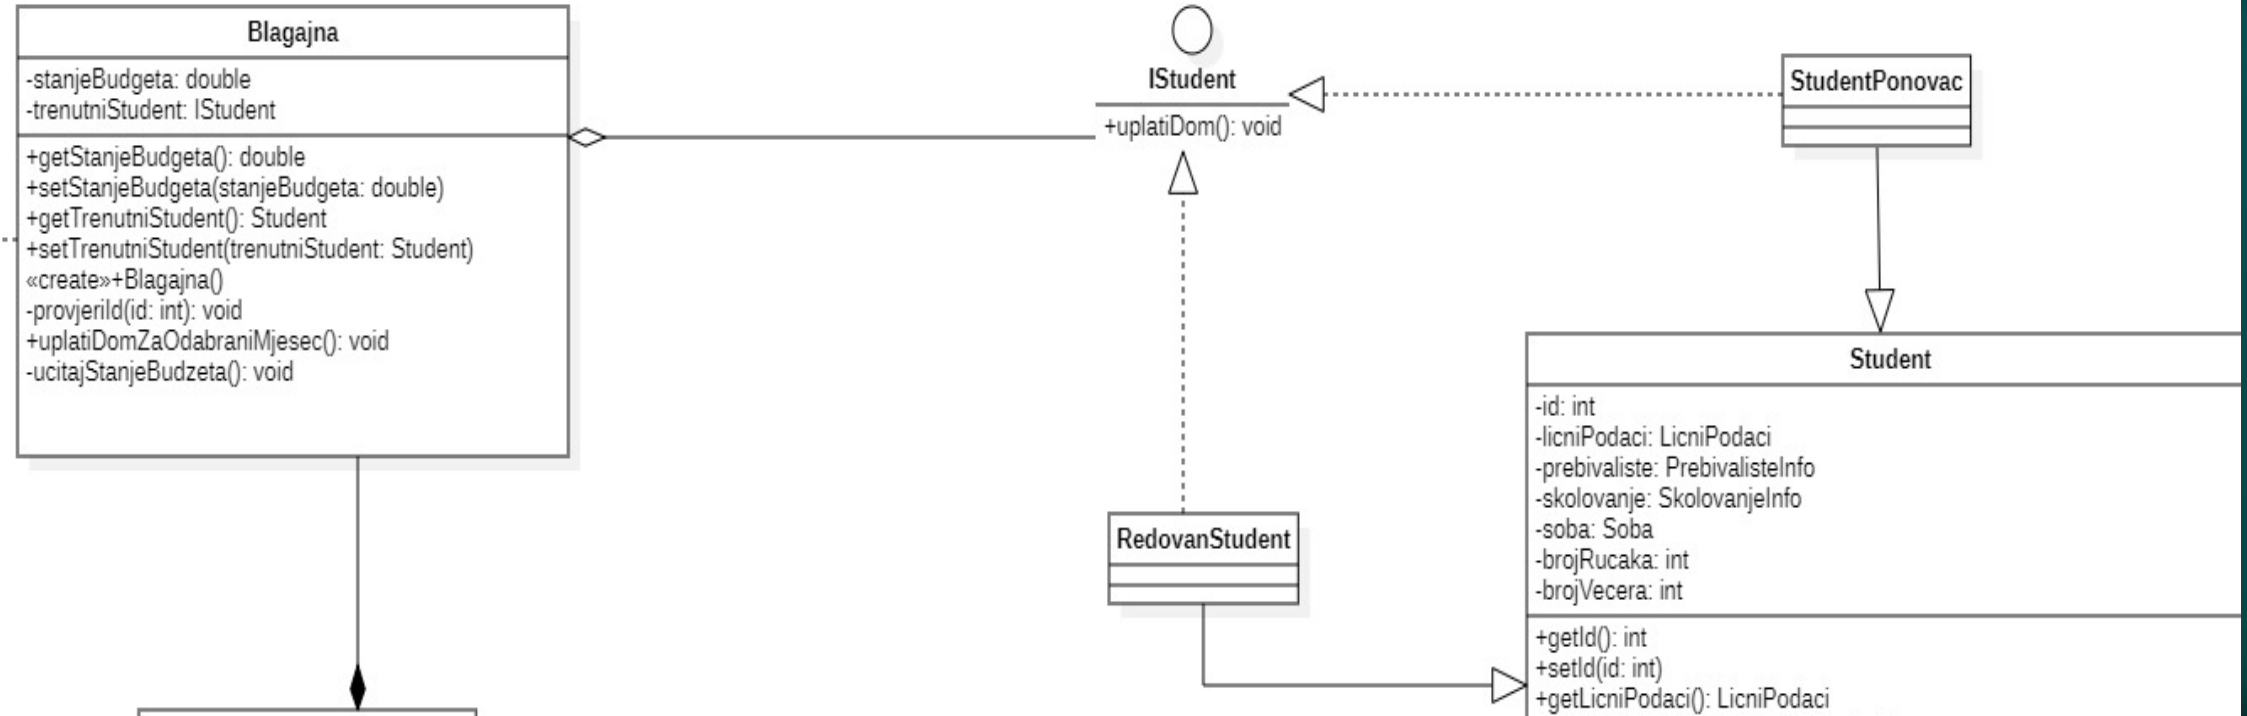 Blagajna
-stanjeBudgeta: double
-trenutniStudent: IStudent
+getStanjeBudgeta(): double
+setStanjeBudgeta(stanjeBudgeta: double)
+getTrenutniStudent(): Student
+setTrenutniStudent(trenutniStudent: Student)
«create»+Blagajna()
-provjeriId(id: int): void
+uplatiDomZaOdabraniMjesec(): void
-ucitajStanjeBudzeta(): void
IStudent
+uplatiDom(): void
StudentPonovac
RedovanStudent
Student
-id: int
-licniPodaci: LicniPodaci
-prebivaliste: PrebivalisteInfo
-skolovanje: SkolovanjeInfo
-soba: Soba
-brojRucaka: int
-brojVecera: int
+getId(): int
+setId(id: int)
+getLicniPodaci(): LicniPodaci